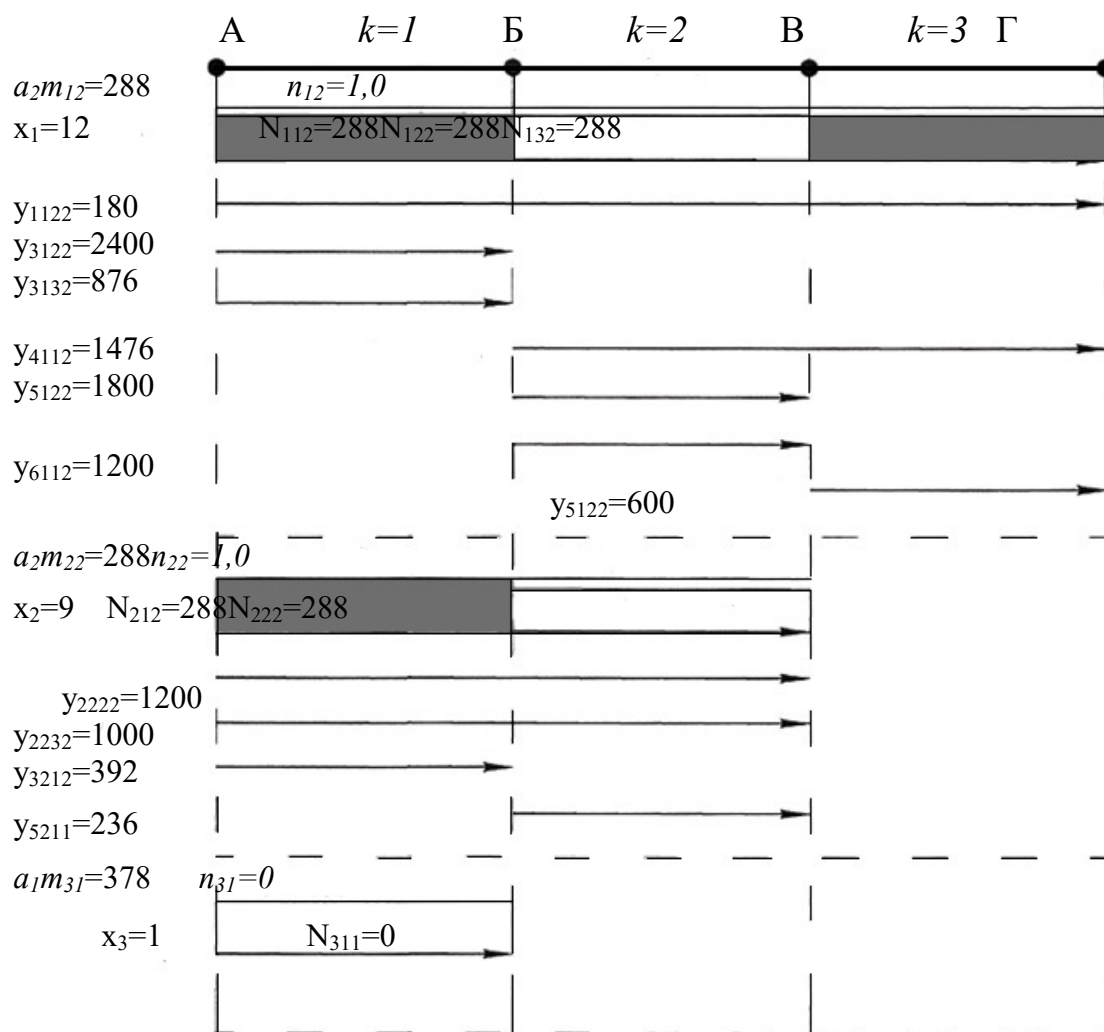 А k=1 Б k=2 В k=3 Г
a₂m₁₂=288 n₁₂=1,0
x₁=12 N₁₁₂=288N₁₂₂=288N₁₃₂=288
y₁₁₂₂=180
y₃₁₂₂=2400
y₃₁₃₂=876
y₄₁₁₂=1476
y₅₁₂₂=1800
y₆₁₁₂=1200
y₅₁₂₂=600
a₂m₂₂=288n₂₂=1,0
x₂=9 N₂₁₂=288N₂₂₂=288
y₂₂₂₂=1200
y₂₂₃₂=1000
y₃₂₁₂=392
y₅₂₁₁=236
a₁m₃₁=378 n₃₁=0
x₃=1 N₃₁₁=0